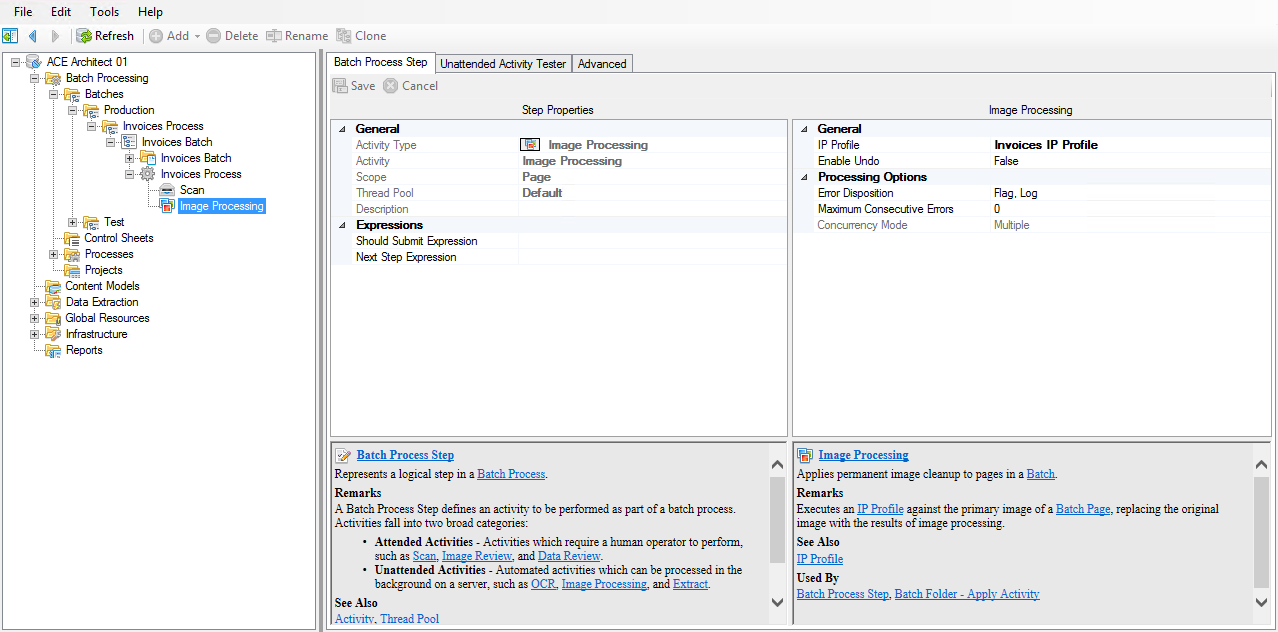 File Edit Tools Help
Refresh Add Delete Rename Clone
ACE Architect 01
Batch Processing
Batches
Production
Invoices Process
Invoices Batch
Invoices Batch
Invoices Process
Scan
Image Processing
Test
Control Sheets
Processes
Projects
Content Models
Data Extraction
Global Resources
Infrastructure
Reports
Batch Process Step Unattended Activity Tester Advanced
Save Cancel
Step Properties
General
Activity Type Image Processing
Activity Image Processing
Scope Page
Thread Pool Default
Description
Expressions
Should Submit Expression
Next Step Expression
Image Processing
General
IP Profile Invoices IP Profile
Enable Undo False
Processing Options
Error Disposition Flag, Log
Maximum Consecutive Errors 0
Concurrency Mode Multiple
Batch Process Step
Represents a logical step in a Batch Process.
Remarks
A Batch Process Step defines an activity to be performed as part of a batch process.
Activities fall into two broad categories:
• Attended Activities - Activities which require a human operator to perform,
such as Scan, Image Review, and Data Review.
• Unattended Activities - Automated activities which can be processed in the
background on a server, such as OCR, Image Processing, and Extract.
See Also
Activity, Thread Pool
Image Processing
Applies permanent image cleanup to pages in a Batch.
Remarks
Executes an IP Profile against the primary image of a Batch Page, replacing the original
image with the results of image processing.
See Also
IP Profile
Used By
Batch Process Step, Batch Folder - Apply Activity